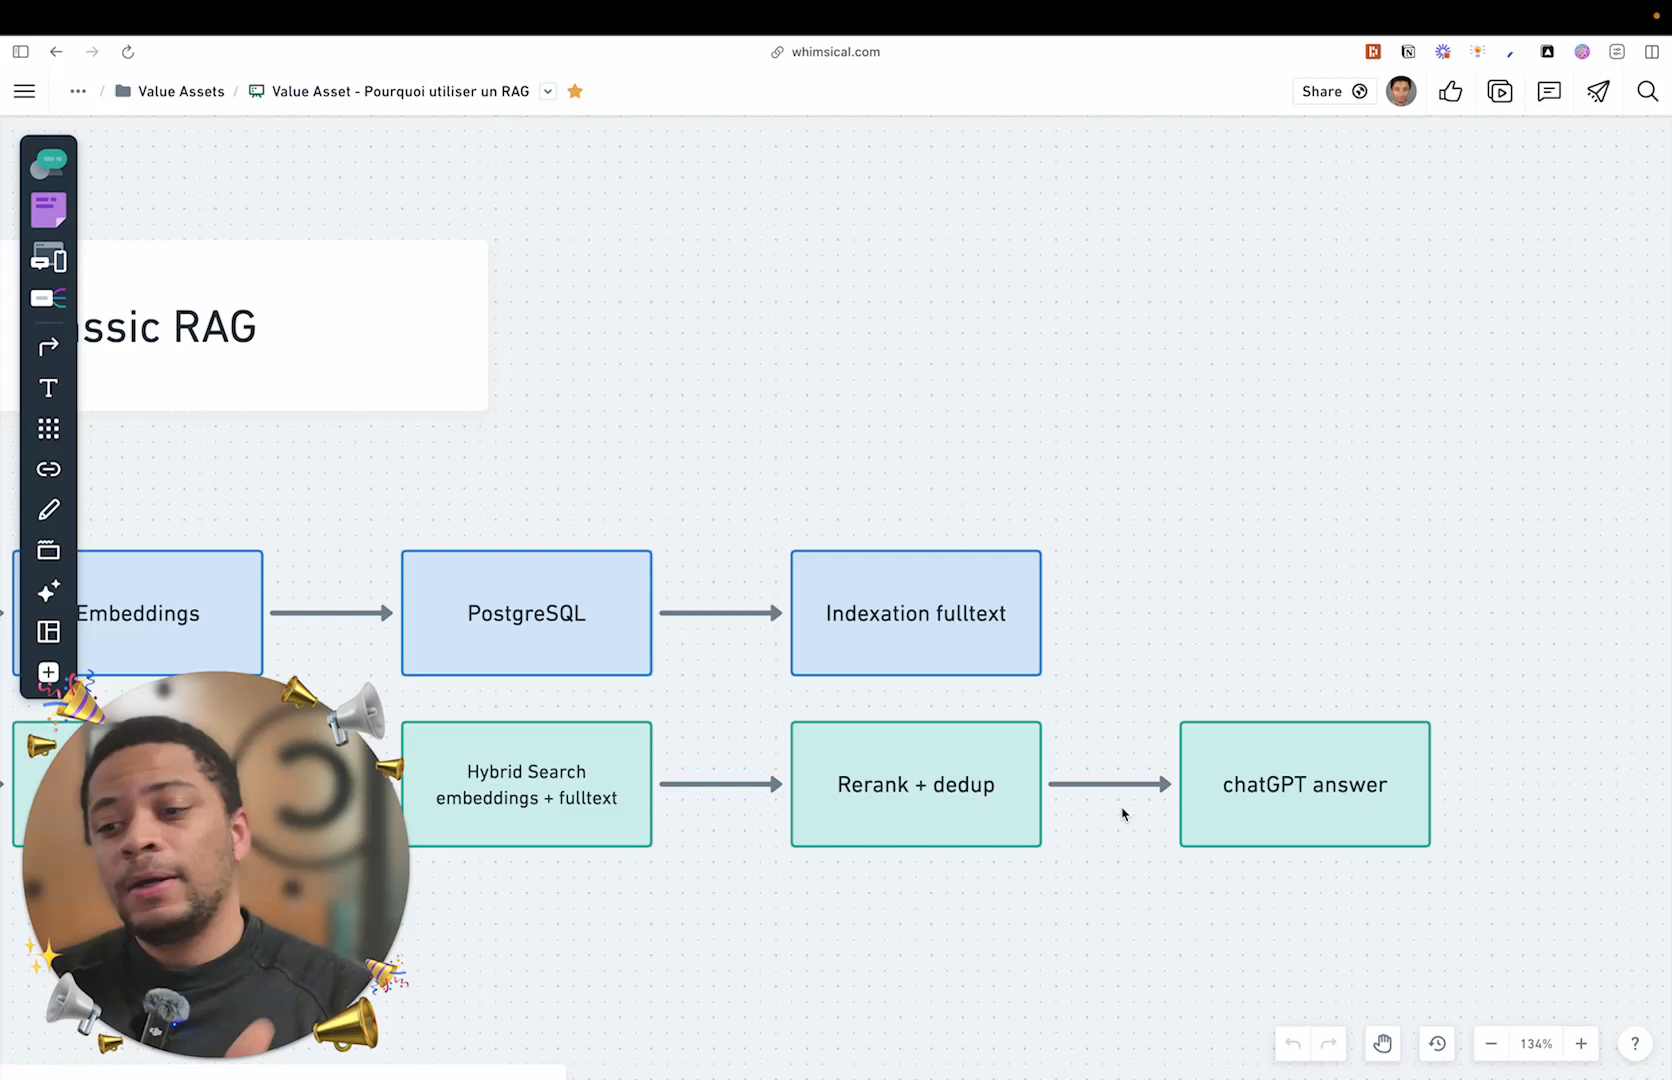 whimsical.com
Value Assets / Value Asset - Pourquoi utiliser un RAG
Share
ssic RAG
Embeddings
PostgreSQL
Indexation fulltext
Hybrid Search
embeddings + fulltext
Rerank + dedup
chatGPT answer
134%